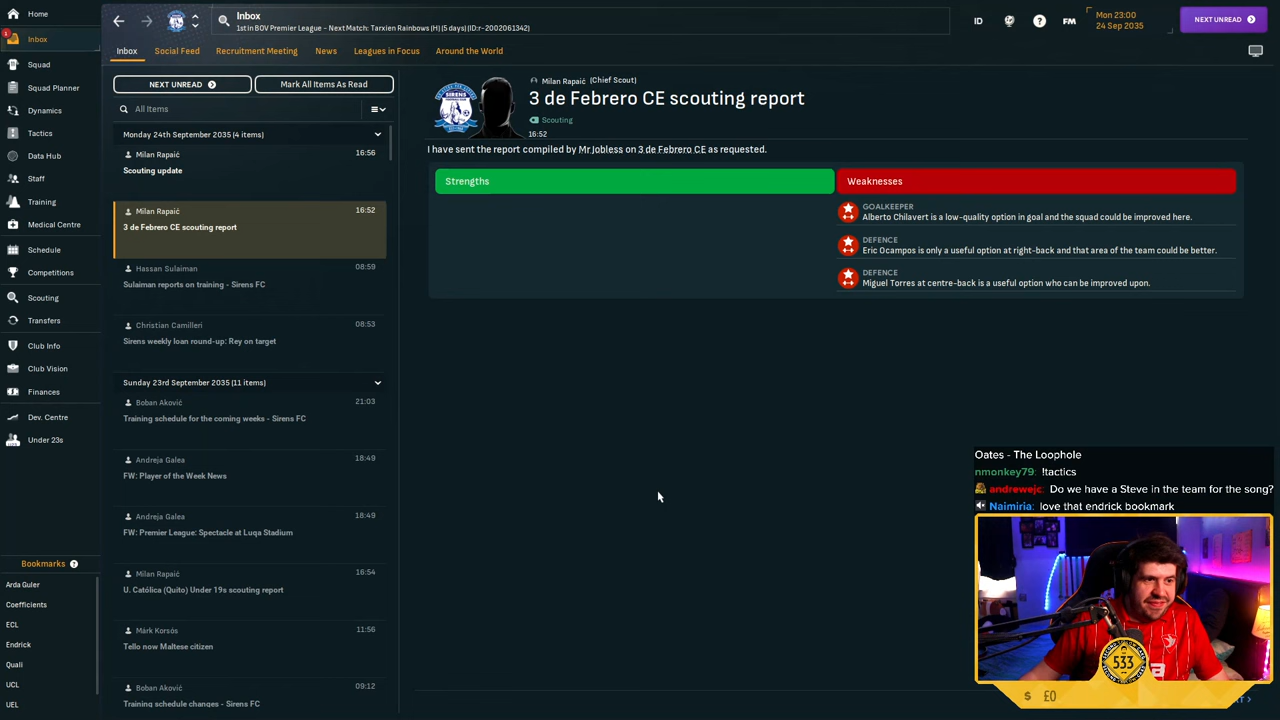 Home
Inbox
Squad
Squad Planner
Dynamics
Tactics
Data Hub
Staff
Training
Medical Centre
Schedule
Competitions
Scouting
Transfers
Club Info
Club Vision
Finances
Dev. Centre
Under 23s
Bookmarks ?
Arda Guler
Coefficients
ECL
Endrick
Quali
UCL
UEL
Inbox
1st in BOV Premier League - Next Match: Tarxien Rainbows (H) (5 days) (ID:r-2002061342)
ID
FM
Mon 23:00
24 Sep 2035
NEXT UNREAD
Inbox Social Feed Recruitment Meeting News Leagues in Focus Around the World
NEXT UNREAD
Mark All Items As Read
All Items
Monday 24th September 2035 (4 items)
Milan Rapaić 16:56
Scouting update
Milan Rapaić 16:52
3 de Febrero CE scouting report
Hassan Sulaiman 08:59
Sulaiman reports on training - Sirens FC
Christian Camilleri 08:53
Sirens weekly loan round-up: Rey on target
Sunday 23rd September 2035 (11 items)
Boban Aković 21:03
Training schedule for the coming weeks - Sirens FC
Andreja Galea 18:49
FW: Player of the Week News
Andreja Galea 18:49
FW: Premier League: Spectacle at Luqa Stadium
Milan Rapaić 16:54
U. Católica (Quito) Under 19s scouting report
Márk Korsós 11:56
Tello now Maltese citizen
Boban Aković 09:12
Training schedule changes - Sirens FC
SIRENS
Milan Rapaić (Chief Scout)
3 de Febrero CE scouting report
Scouting
16:52
I have sent the report compiled by Mr Jobless on 3 de Febrero CE as requested.
Strengths
Weaknesses
GOALKEEPER
Alberto Chilavert is a low-quality option in goal and the squad could be improved here.
DEFENCE
Eric Ocampos is only a useful option at right-back and that area of the team could be better.
DEFENCE
Miguel Torres at centre-back is a useful option who can be improved upon.
Oates - The Loophole
nmonkey79: !tactics
andrewejc: Do we have a Steve in the team for the song?
Naimiria: love that endrick bookmark
533
$ £0